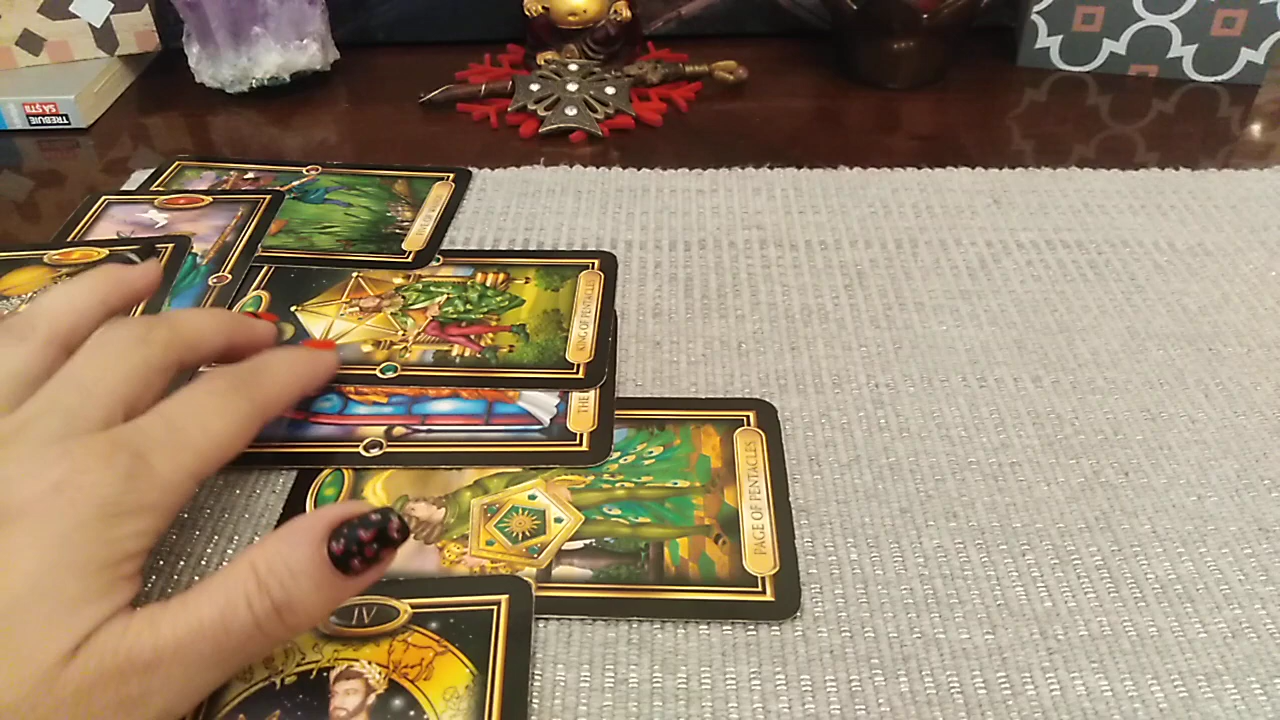 TREBUIE
SĂ ȘTII
KING OF PENTACLES
THE
PAGE OF PENTACLES
IV